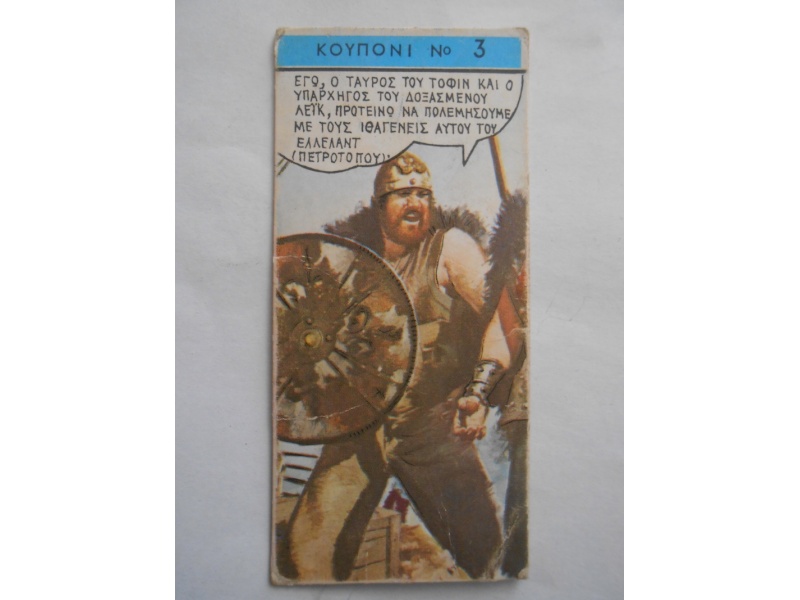 ΚΟΥΠΟΝΙ Νο 3
ΕΓΩ, Ο ΤΑΥΡΟΣ ΤΟΥ ΤΟΦΙΝ ΚΑΙ Ο
ΥΠΑΡΧΗΓΟΣ ΤΟΥ ΔΟΞΑΣΜΕΝΟΥ
ΛΕΪΚ, ΠΡΟΤΕΙΝΩ ΝΑ ΠΟΛΕΜΗΣΟΥΜΕ
ΜΕ ΤΟΥΣ ΙΘΑΓΕΝΕΙΣ ΑΥΤΟΥ ΤΟΥ
ΕΛΛΕΛΑΝΤ
(ΠΕΤΡΟΤΟΠΟΥ)!